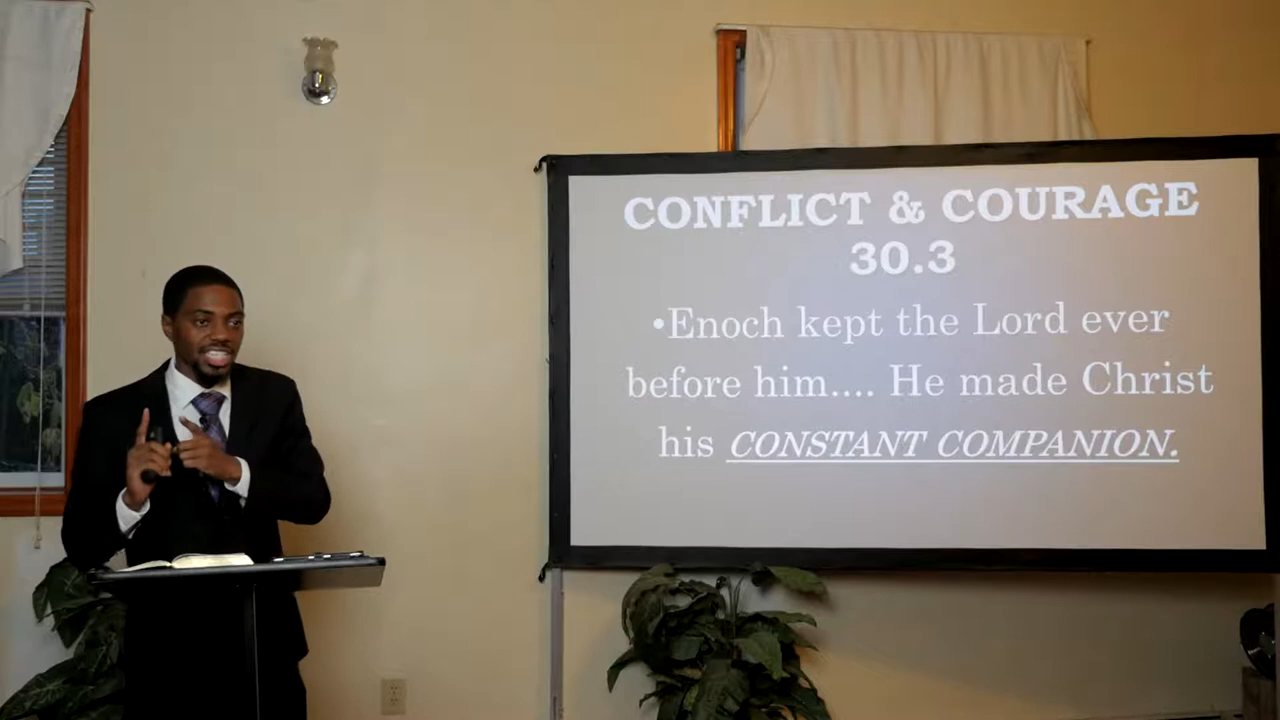 CONFLICT & COURAGE
30.3
•Enoch kept the Lord ever
before him.... He made Christ
his CONSTANT COMPANION.